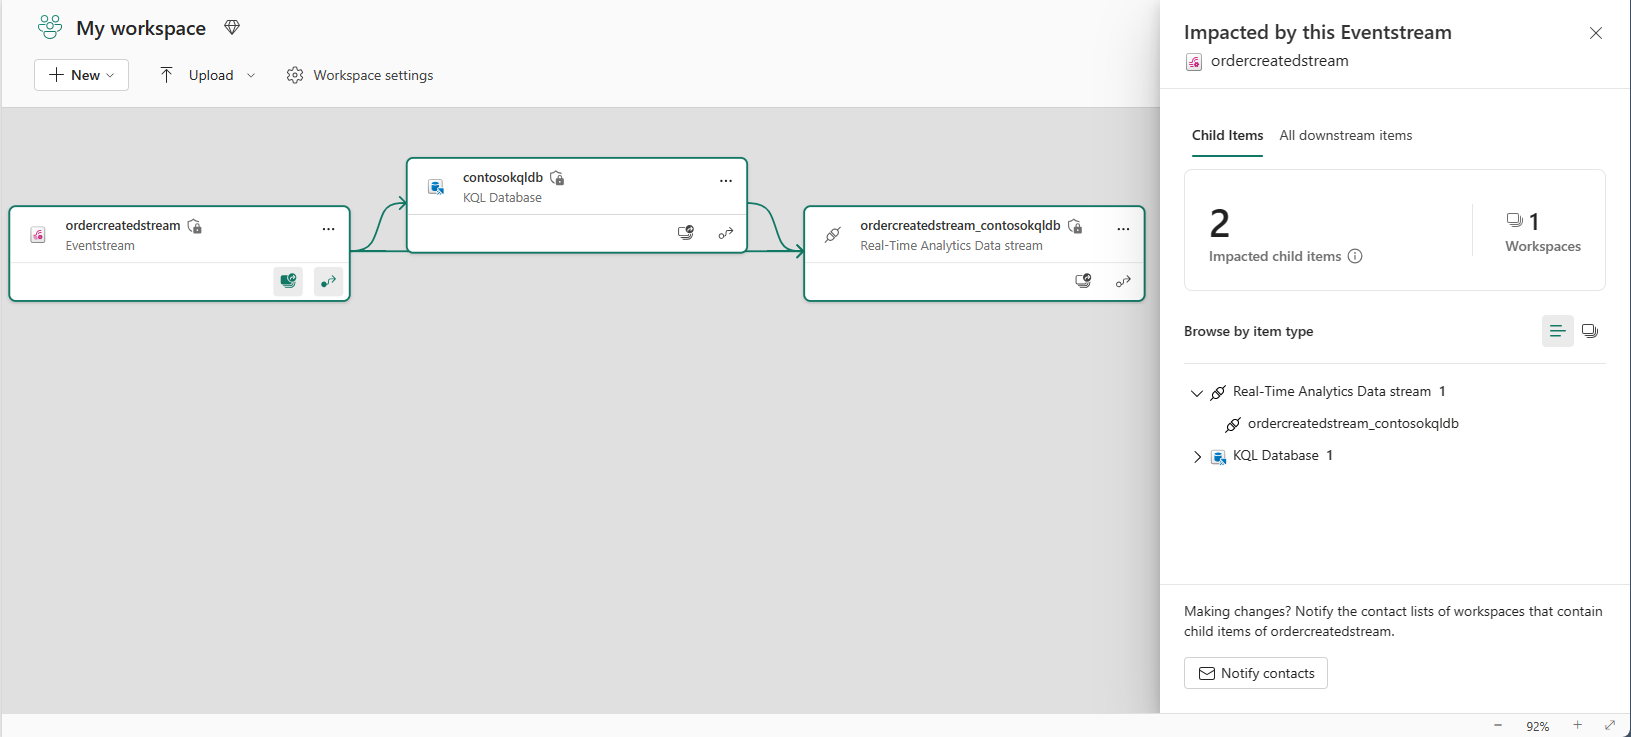 My workspace
New
Upload
Workspace settings
ordercreatedstream
Eventstream
contosokqldb
KQL Database
ordercreatedstream_contosokqldb
Real-Time Analytics Data stream
Impacted by this Eventstream
ordercreatedstream
Child Items
All downstream items
2
Impacted child items
1
Workspaces
Browse by item type
Real-Time Analytics Data stream 1
ordercreatedstream_contosokqldb
KQL Database 1
Making changes? Notify the contact lists of workspaces that contain
child items of ordercreatedstream.
Notify contacts
92%